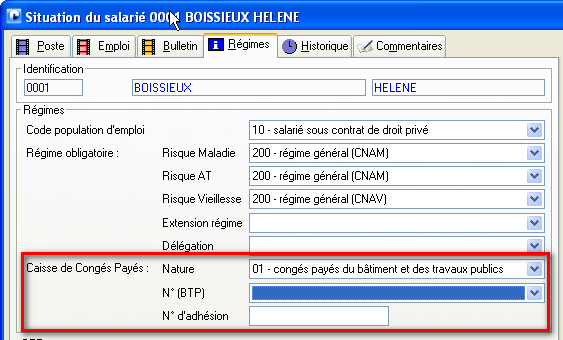 Situation du salarié 0001 BOISSIEUX HELENE
Poste Emploi Bulletin Régimes Historique Commentaires
Identification
0001 BOISSIEUX HELENE
Régimes
Code population d'emploi 10 - salarié sous contrat de droit privé
Régime obligatoire : Risque Maladie 200 - régime général (CNAM)
Risque AT 200 - régime général (CNAM)
Risque Vieillesse 200 - régime général (CNAV)
Extension régime
Délégation
Caisse de Congés Payés : Nature 01 - congés payés du bâtiment et des travaux publics
N° (BTP)
N° d'adhésion